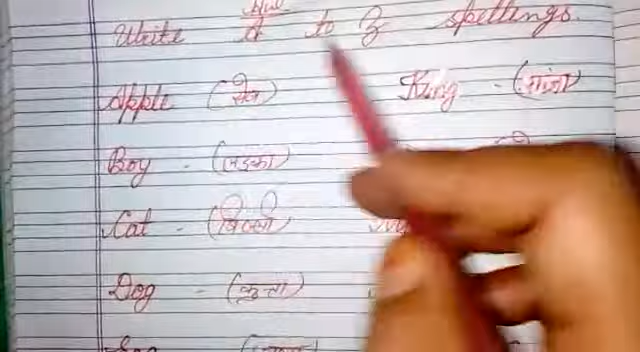 Write A to Z spellings.
Apple (सेब) King - (राजा)
Boy - (लड़का)
Cat - (बिल्ली)
Dog - (कुत्ता)